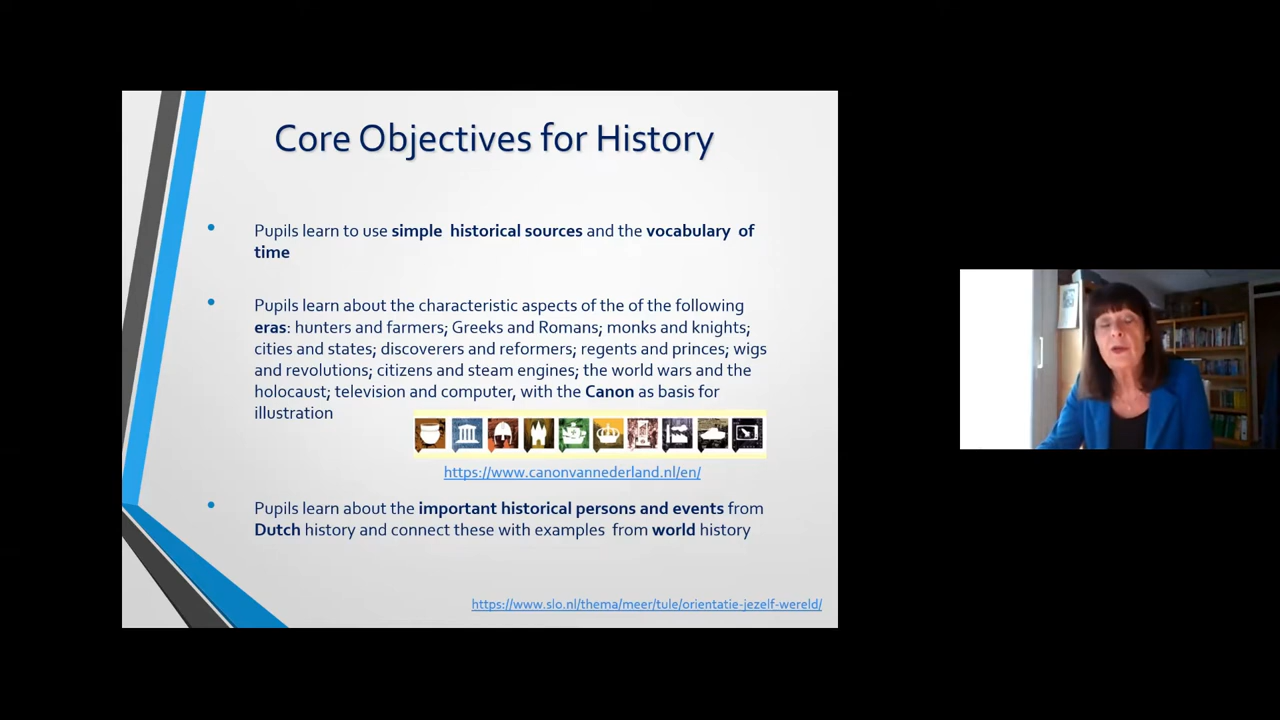 Core Objectives for History
Pupils learn to use simple historical sources and the vocabulary of
time
Pupils learn about the characteristic aspects of the of the following
eras: hunters and farmers; Greeks and Romans; monks and knights;
cities and states; discoverers and reformers; regents and princes; wigs
and revolutions; citizens and steam engines; the world wars and the
holocaust; television and computer, with the Canon as basis for
illustration
https://www.canonvannederland.nl/en/
Pupils learn about the important historical persons and events from
Dutch history and connect these with examples from world history
https://www.slo.nl/thema/meer/tule/orientatie-jezelf-wereld/